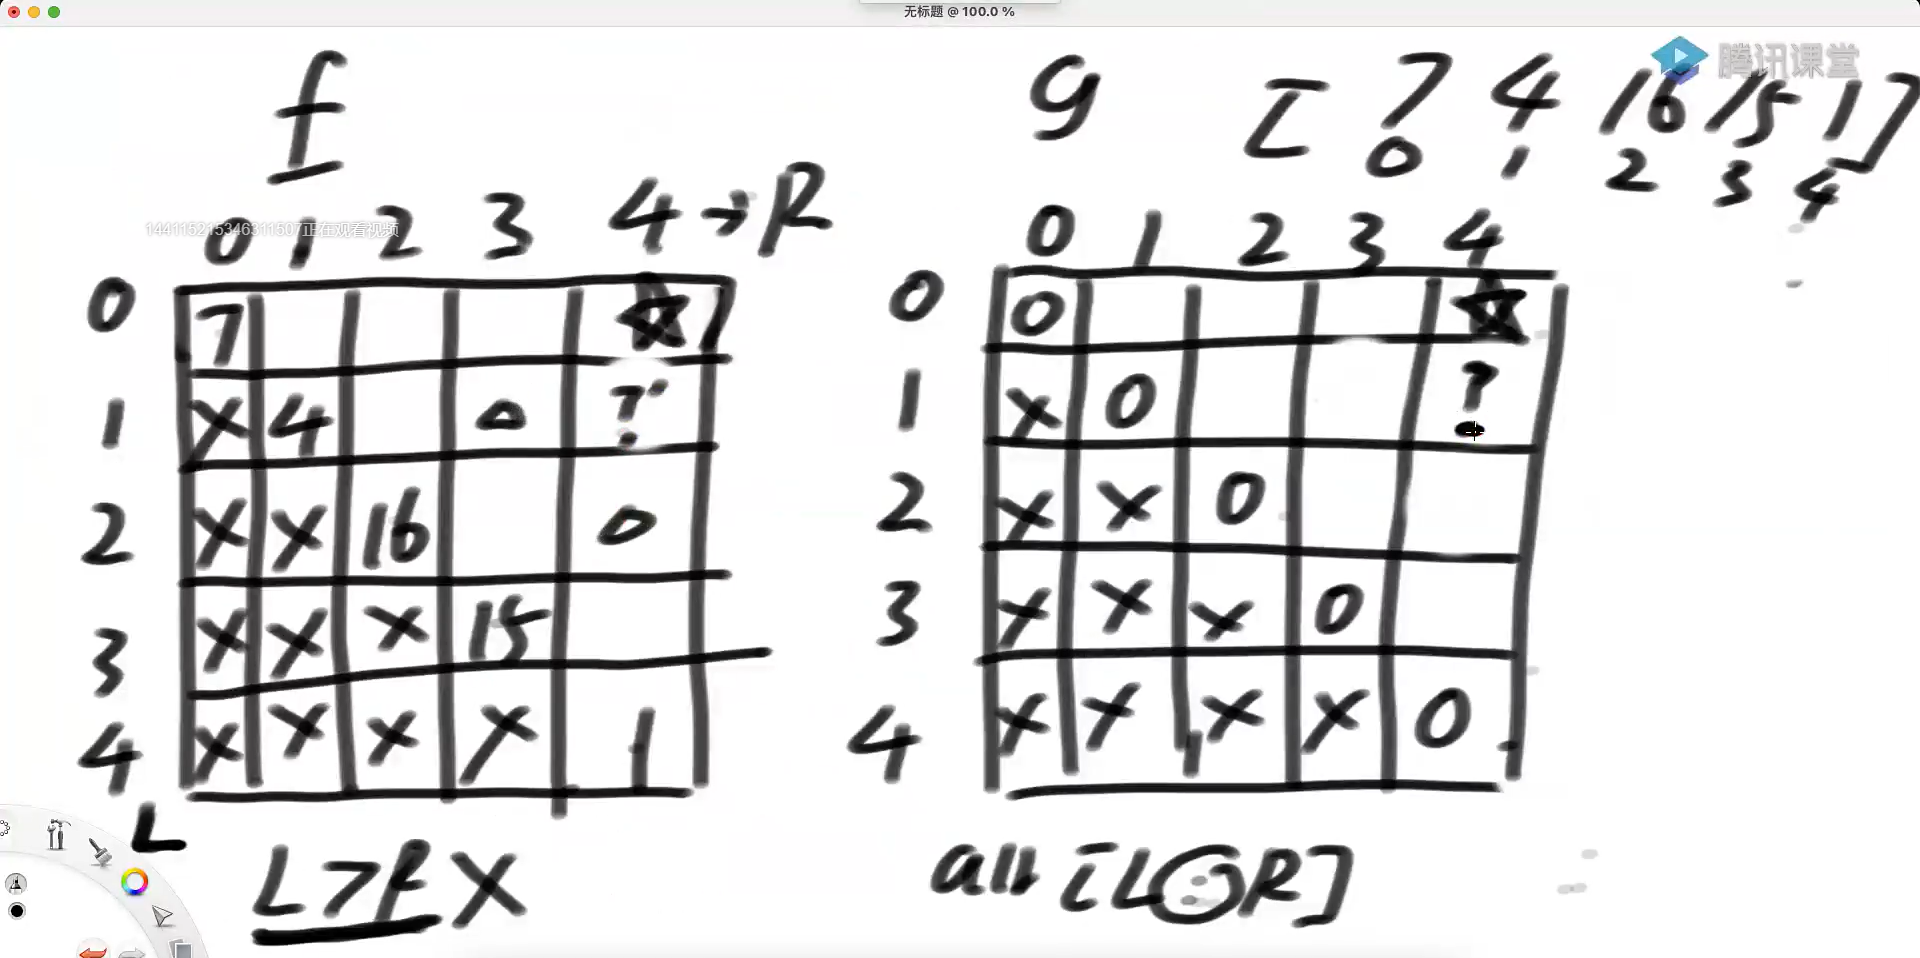 无标题 @ 100.0 %
腾讯课堂
f
g [ 7 4 16 15 1 ]
0 1 2 3 4
144115215346311507正在观看视频
0 1 2 3 4 → R
0 1 2 3 4
0 7 ☆
0 0 ☆
1 X 4 0 ?
1 X 0 ?
2 X X 16 0
2 X X 0
3 X X X 15
3 X X X 0
4 X X X X 1
4 X X X X 0
L
L > R X
arr [L..R]